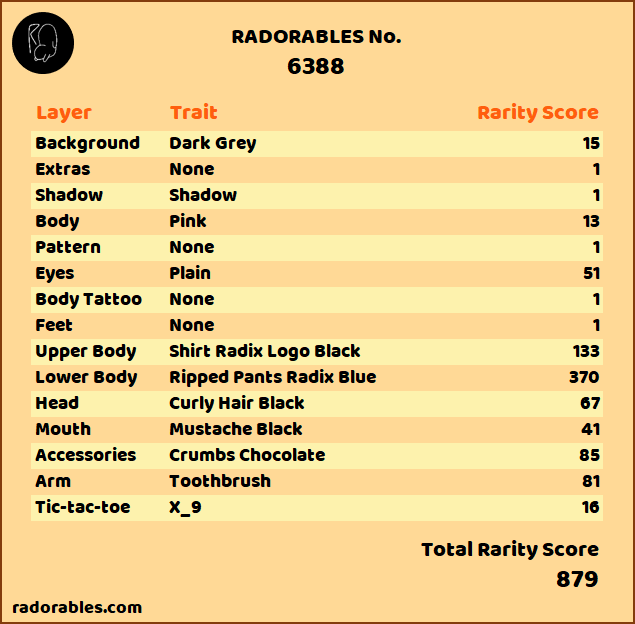 RADORABLES No.
6388
Layer Trait Rarity Score
Background Dark Grey 15
Extras None 1
Shadow Shadow 1
Body Pink 13
Pattern None 1
Eyes Plain 51
Body Tattoo None 1
Feet None 1
Upper Body Shirt Radix Logo Black 133
Lower Body Ripped Pants Radix Blue 370
Head Curly Hair Black 67
Mouth Mustache Black 41
Accessories Crumbs Chocolate 85
Arm Toothbrush 81
Tic-tac-toe X_9 16
Total Rarity Score
879
radorables.com